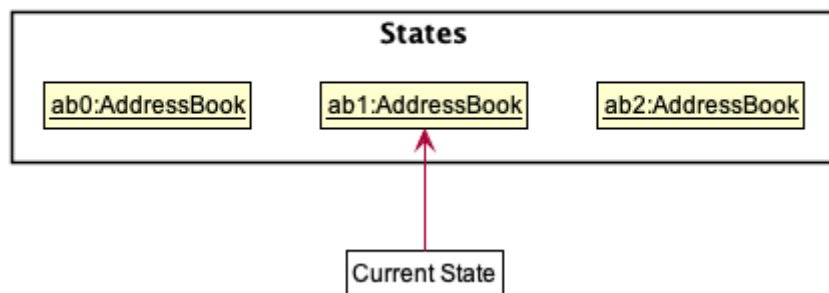 States
ab0:AddressBook
ab1:AddressBook
ab2:AddressBook
Current State